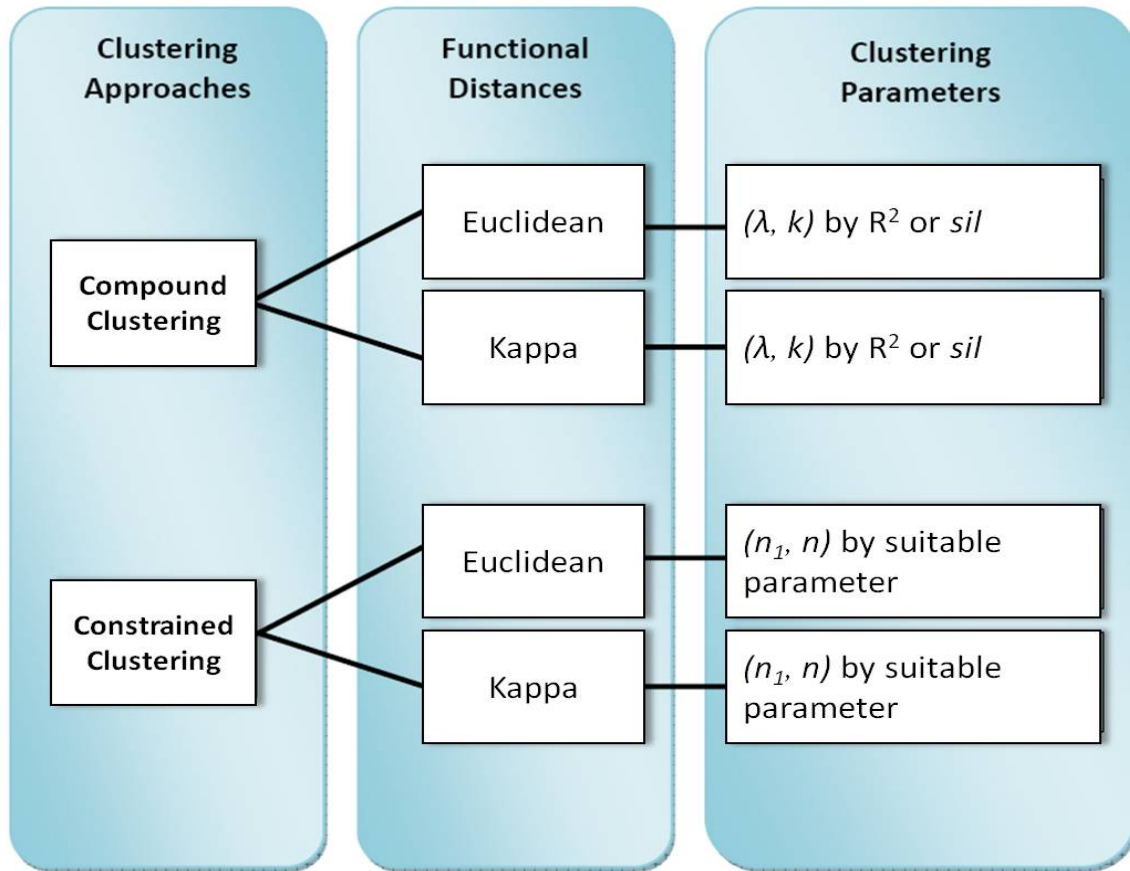 Clustering
Approaches
Functional
Distances
Clustering
Parameters
Compound
Clustering
Euclidean
(λ, k) by R² or sil
Kappa
(λ, k) by R² or sil
Constrained
Clustering
Euclidean
(n₁, n) by suitable
parameter
Kappa
(n₁, n) by suitable
parameter